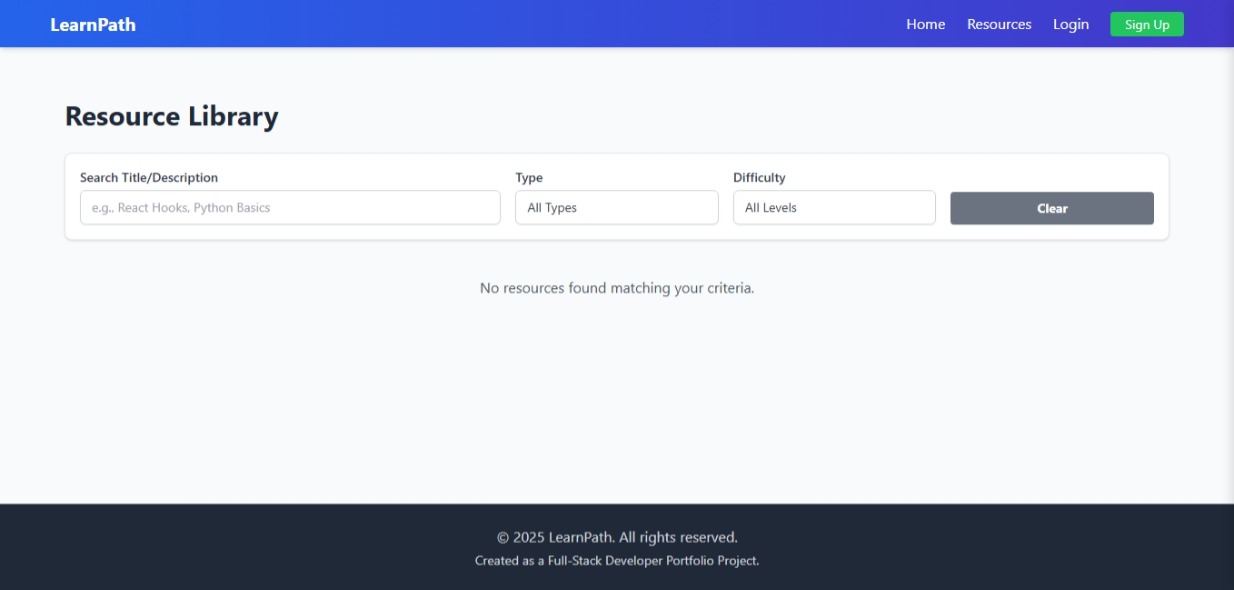 LearnPath
Home Resources Login Sign Up
Resource Library
Search Title/Description Type Difficulty
e.g., React Hooks, Python Basics All Types All Levels Clear
No resources found matching your criteria.
© 2025 LearnPath. All rights reserved.
Created as a Full-Stack Developer Portfolio Project.